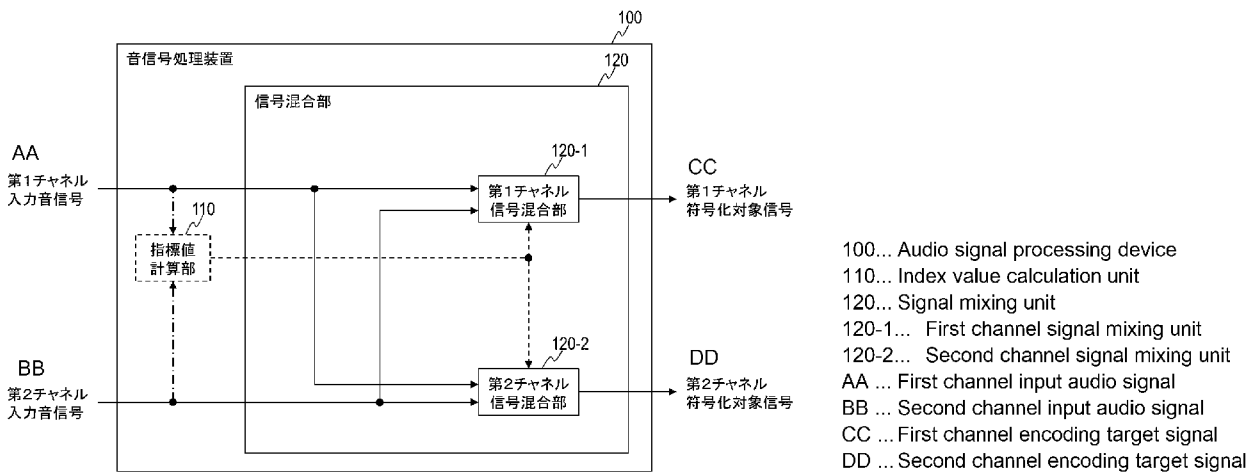 100
音信号処理装置
120
信号混合部
AA
第1チャネル
入力音信号
120-1
第1チャネル
信号混合部
CC
第1チャネル
符号化対象信号
110
指標値
計算部
BB
第2チャネル
入力音信号
120-2
第2チャネル
信号混合部
DD
第2チャネル
符号化対象信号
100... Audio signal processing device
110... Index value calculation unit
120... Signal mixing unit
120-1... First channel signal mixing unit
120-2... Second channel signal mixing unit
AA ... First channel input audio signal
BB ... Second channel input audio signal
CC ... First channel encoding target signal
DD ... Second channel encoding target signal